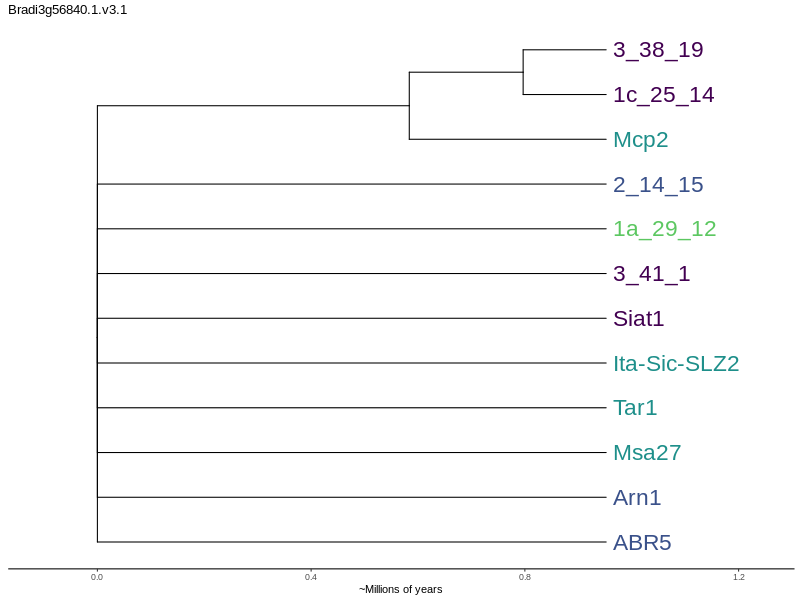 Bradi3g56840.1.v3.1
3_38_19
1c_25_14
Mcp2
2_14_15
1a_29_12
3_41_1
Siat1
Ita-Sic-SLZ2
Tar1
Msa27
Arn1
ABR5
0.0 0.4 0.8 1.2
~Millions of years